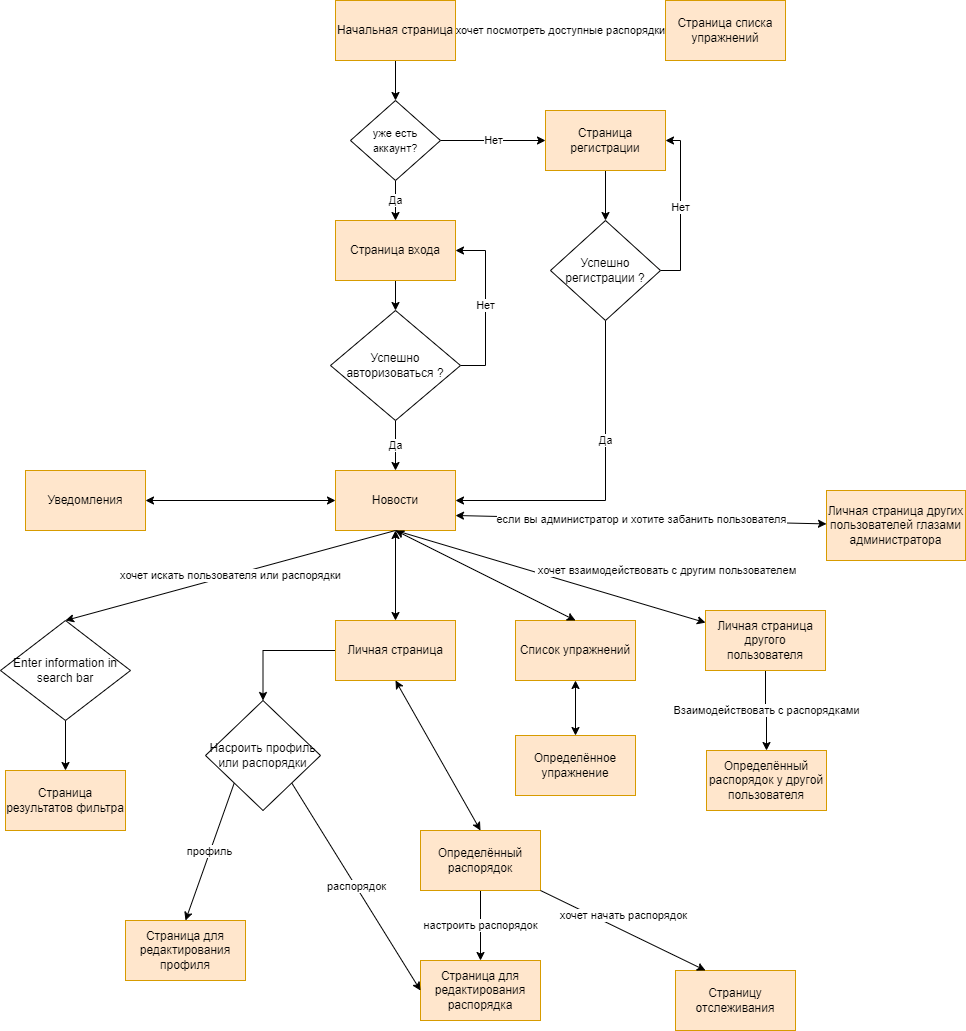 Начальная страница
хочет посмотреть доступные распорядки
Страница списка
упражнений
уже есть
аккаунт?
Нет
Страница
регистрации
Да
Нет
Страница входа
Успешно
регистрации ?
Нет
Успешно
авторизоваться ?
Да
Да
Уведомления
Новости
если вы администратор и хотите забанить пользователя
Личная страница других
пользователей глазами
администратора
хочет искать пользователя или распорядки
хочет взаимодействовать с другим пользователем
Enter information in
search bar
Личная страница
Список упражнений
Личная страница
другого
пользователя
Взаимодействовать с распорядками
Насроить профиль
или распорядки
Определённое
упражнение
Определённый
распорядок у другой
пользователя
Страница
результатов фильтра
профиль
Определённый
распорядок
распорядок
настроить распорядок
хочет начать распорядок
Страница для
редактирования
профиля
Страница для
редактирования
распорядка
Страницу
отслеживания